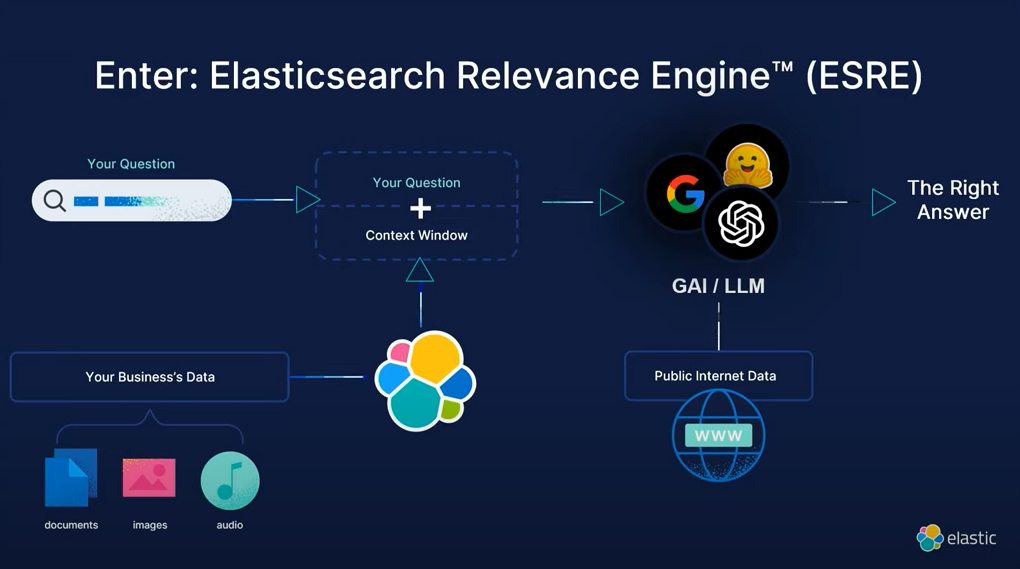 Enter: Elasticsearch Relevance Engine™ (ESRE)
Your Question
Your Question
+
Context Window
The Right
Answer
GAI / LLM
Your Business's Data
Public Internet Data
www
documents
images
audio
elastic